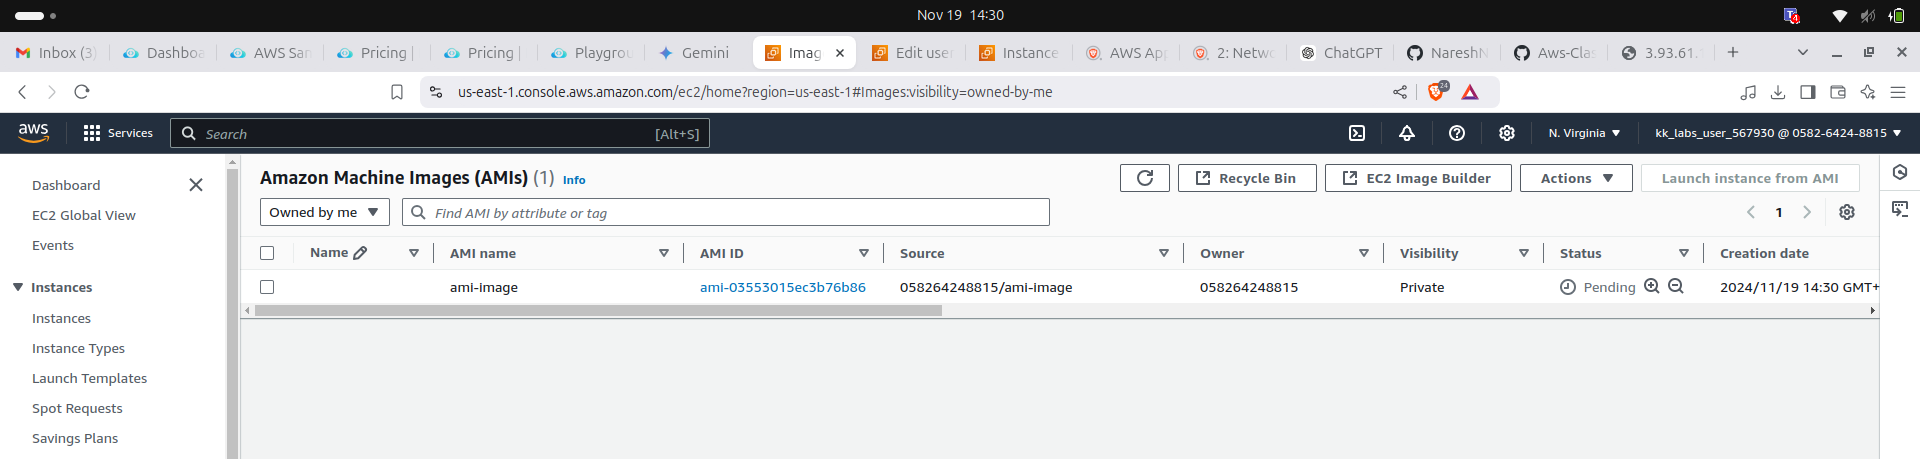 Nov 19 14:30
Inbox (3) Dashboa AWS San Pricing | Pricing | Playgrou Gemini Imag Edit user Instance AWS App 2: Netwo ChatGPT NareshN Aws-Clas 3.93.61.
us-east-1.console.aws.amazon.com/ec2/home?region=us-east-1#Images:visibility=owned-by-me 24
aws Services Search [Alt+S] N. Virginia kk_labs_user_567930 @ 0582-6424-8815
Dashboard
EC2 Global View
Events
Instances
Instances
Instance Types
Launch Templates
Spot Requests
Savings Plans
Amazon Machine Images (AMIs) (1) Info Recycle Bin EC2 Image Builder Actions Launch instance from AMI
Owned by me Find AMI by attribute or tag 1
Name AMI name AMI ID Source Owner Visibility Status Creation date
ami-image ami-03553015ec3b76b86 058264248815/ami-image 058264248815 Private Pending 2024/11/19 14:30 GMT+